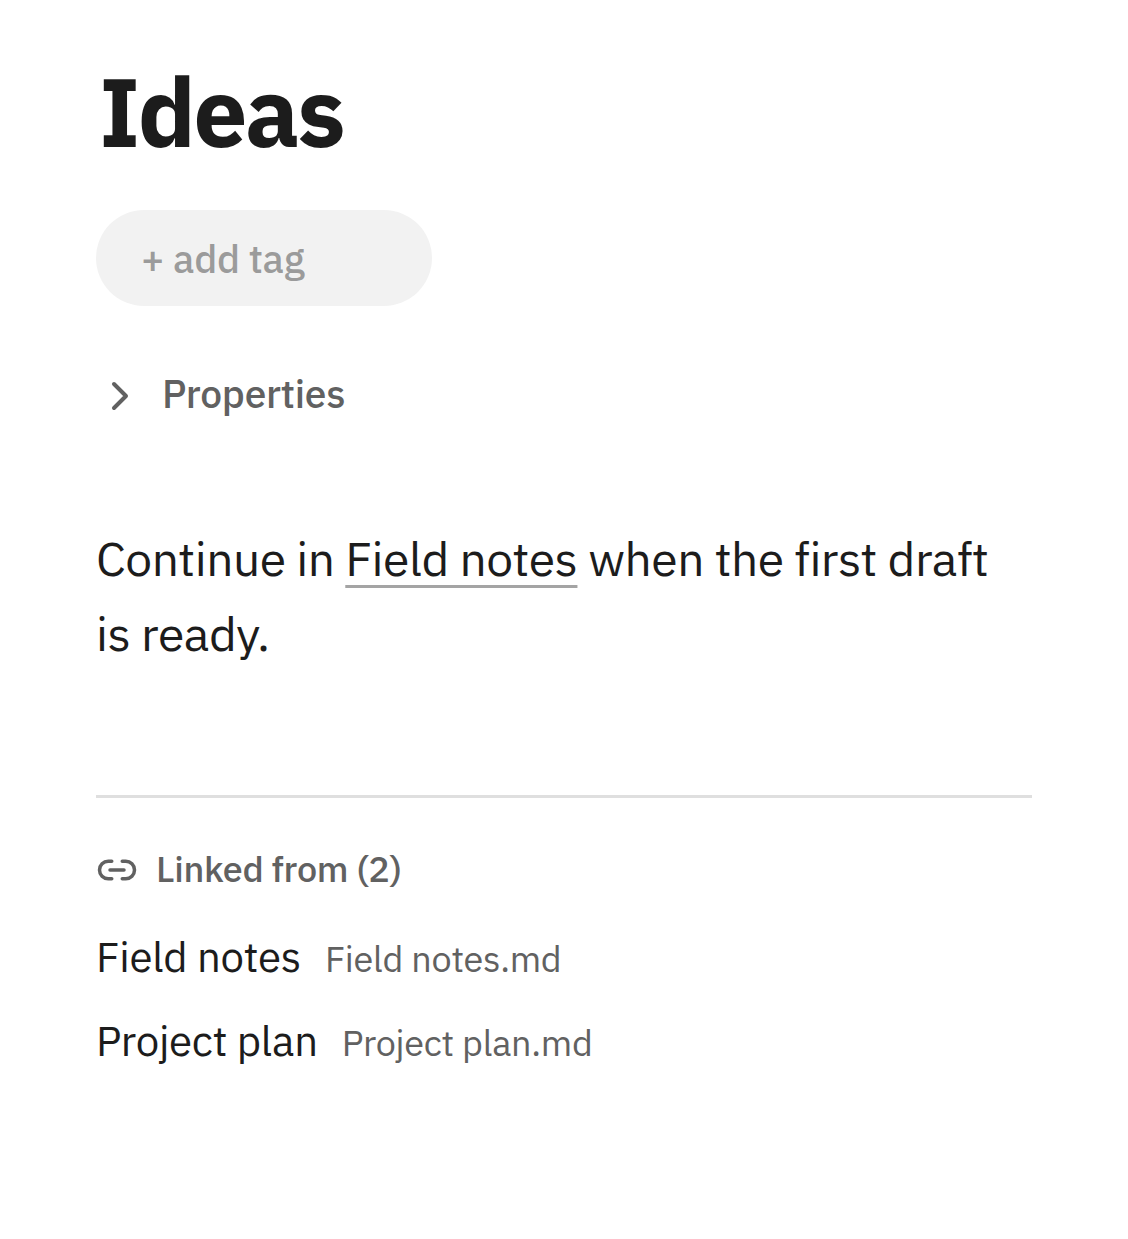 Ideas
+ add tag
Properties
Continue in Field notes when the first draft
is ready.
Linked from (2)
Field notes Field notes.md
Project plan Project plan.md